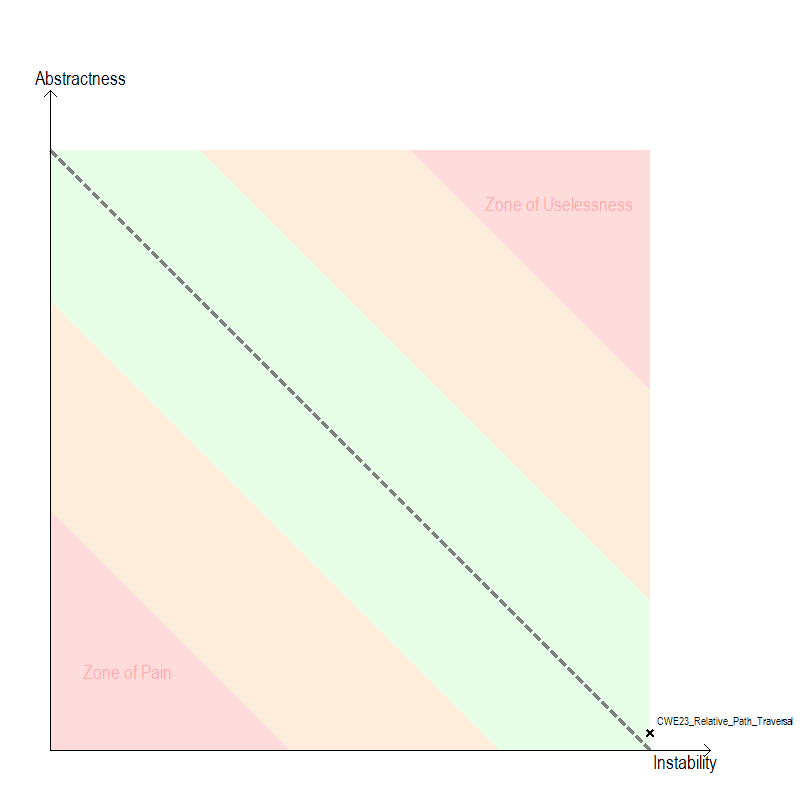 Abstractness
Zone of Uselessness
Zone of Pain
CWE23_Relative_Path_Traversal
Instability